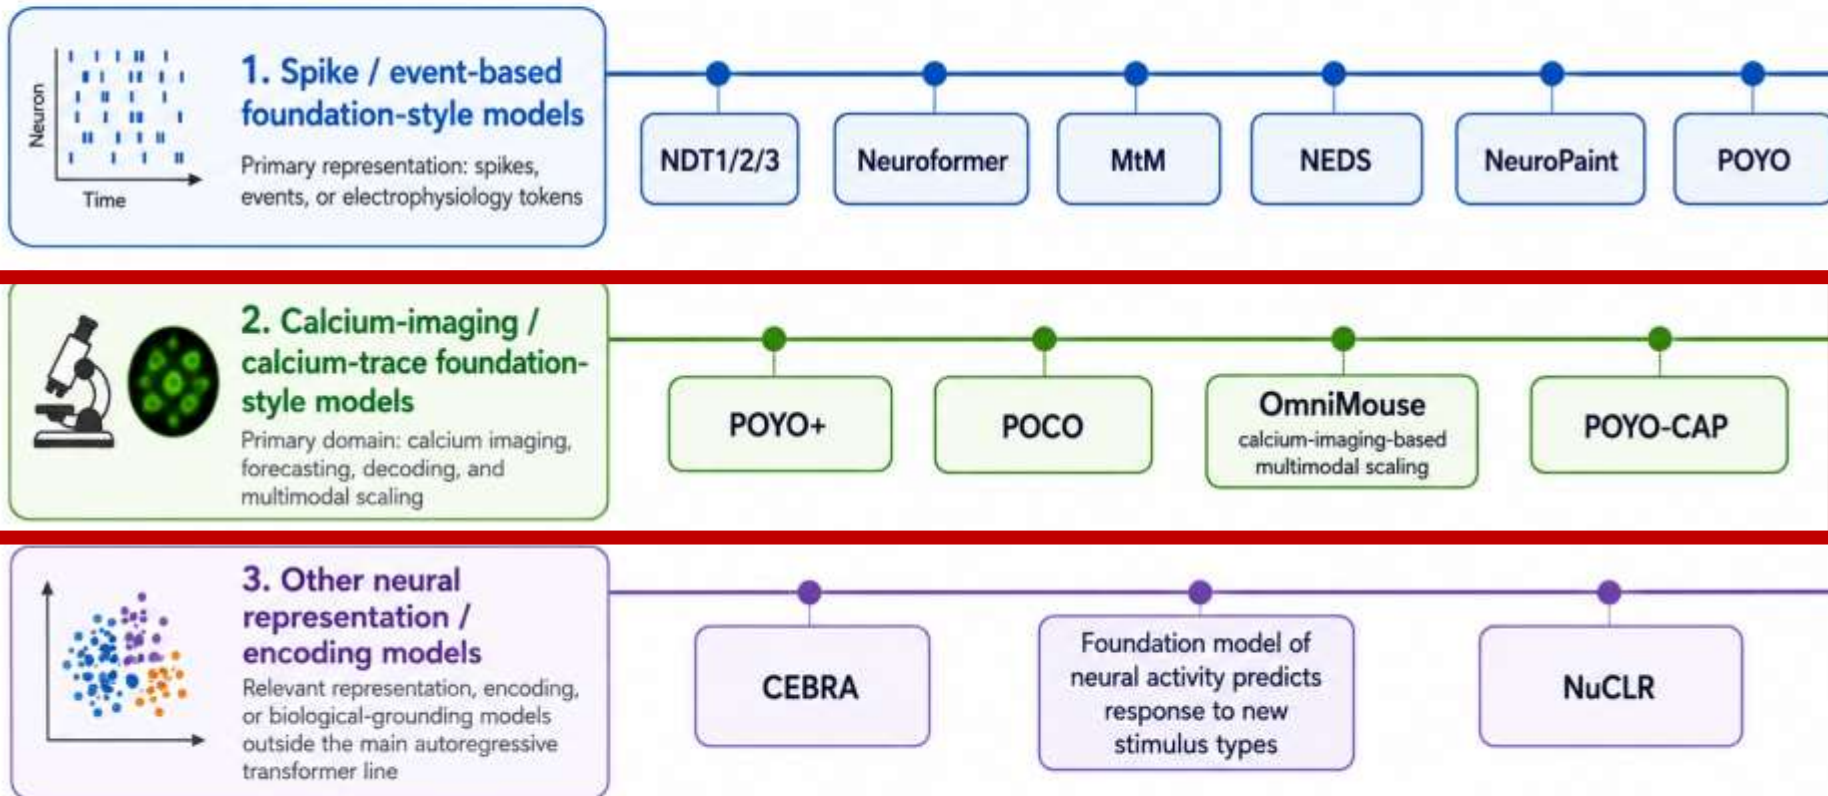 Neuron
Time
1. Spike / event-based
foundation-style models
Primary representation: spikes,
events, or electrophysiology tokens
NDT1/2/3
Neuroformer
MtM
NEDS
NeuroPaint
POYO
2. Calcium-imaging /
calcium-trace foundation-
style models
Primary domain: calcium imaging,
forecasting, decoding, and
multimodal scaling
POYO+
POCO
OmniMouse
calcium-imaging-based
multimodal scaling
POYO-CAP
3. Other neural
representation /
encoding models
Relevant representation, encoding,
or biological-grounding models
outside the main autoregressive
transformer line
CEBRA
Foundation model of
neural activity predicts
response to new
stimulus types
NuCLR